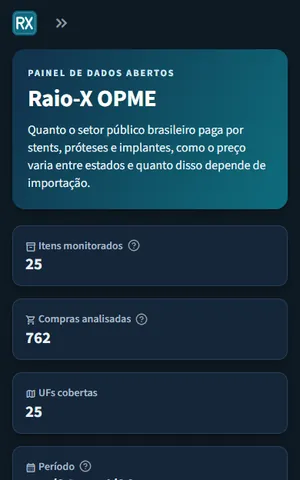 RX
PAINEL DE DADOS ABERTOS
Raio-X OPME
Quanto o setor público brasileiro paga por
stents, próteses e implantes, como o preço
varia entre estados e quanto disso depende de
importação.
Itens monitorados
25
Compras analisadas
762
UFs cobertas
25
Período